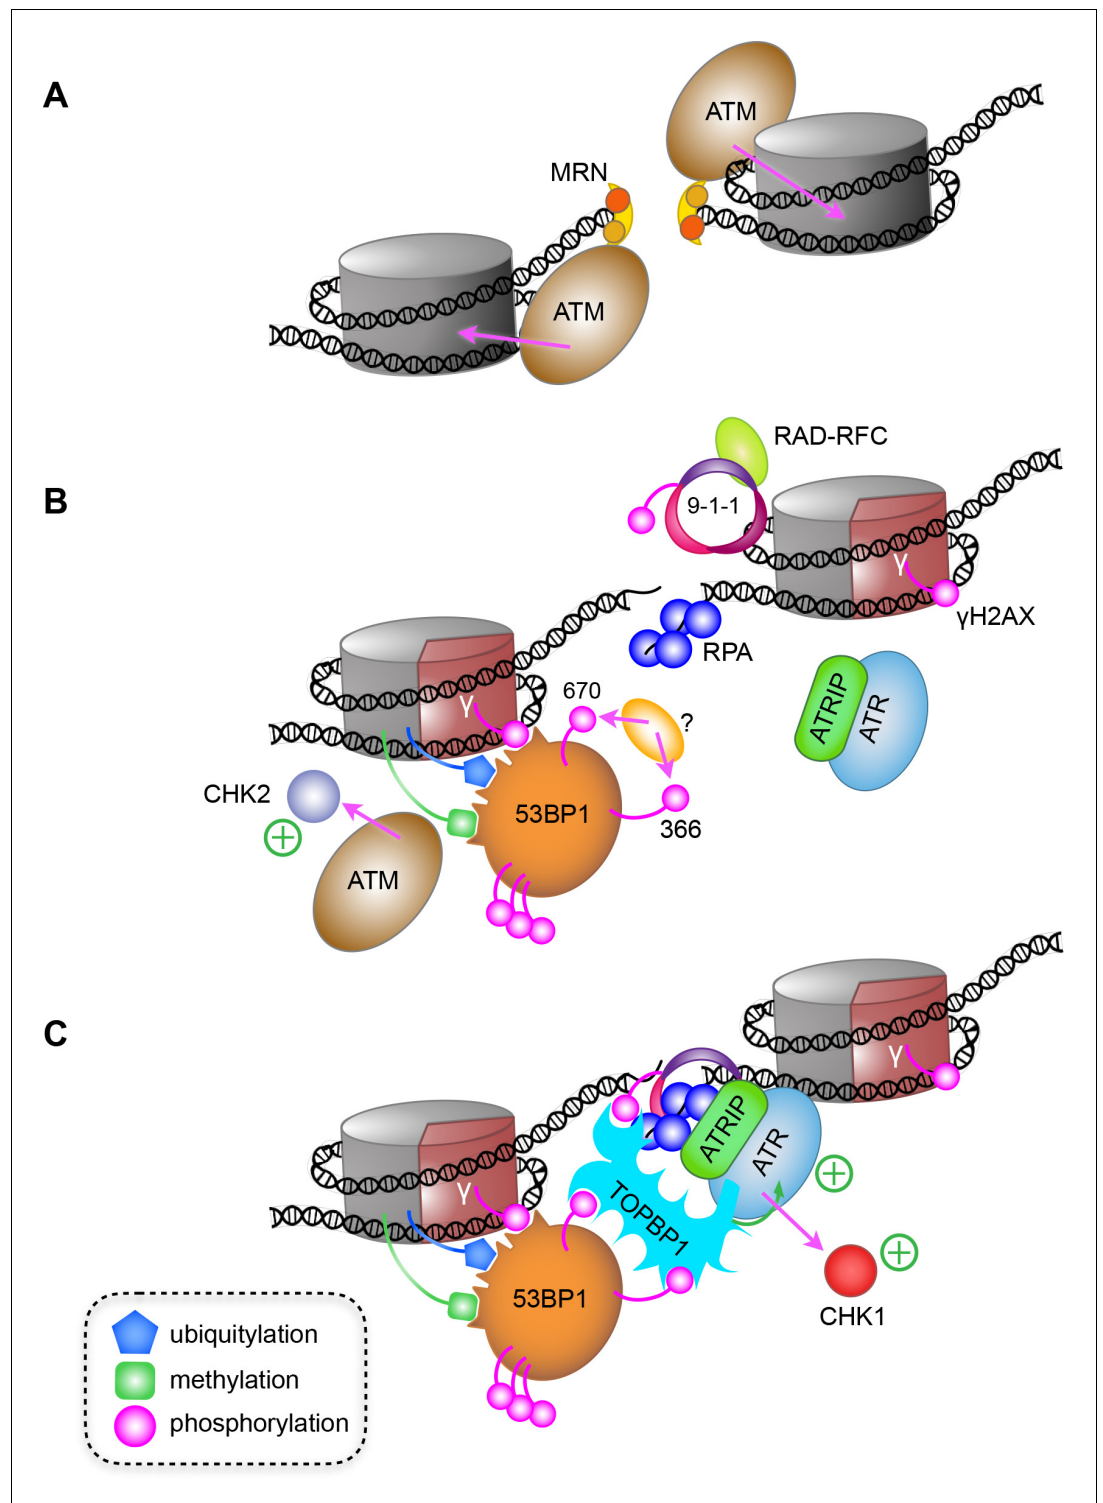 A
ATM
ATM
MRN
ATM
B
RAD-RFC
9-1-1
γ
γH2AX
RPA
γ
670
?
ATRIP
ATR
CHK2
53BP1
366
ATM
C
γ
ATRIP
ATR
γ
TOPBP1
53BP1
CHK1
ubiquitylation
methylation
phosphorylation